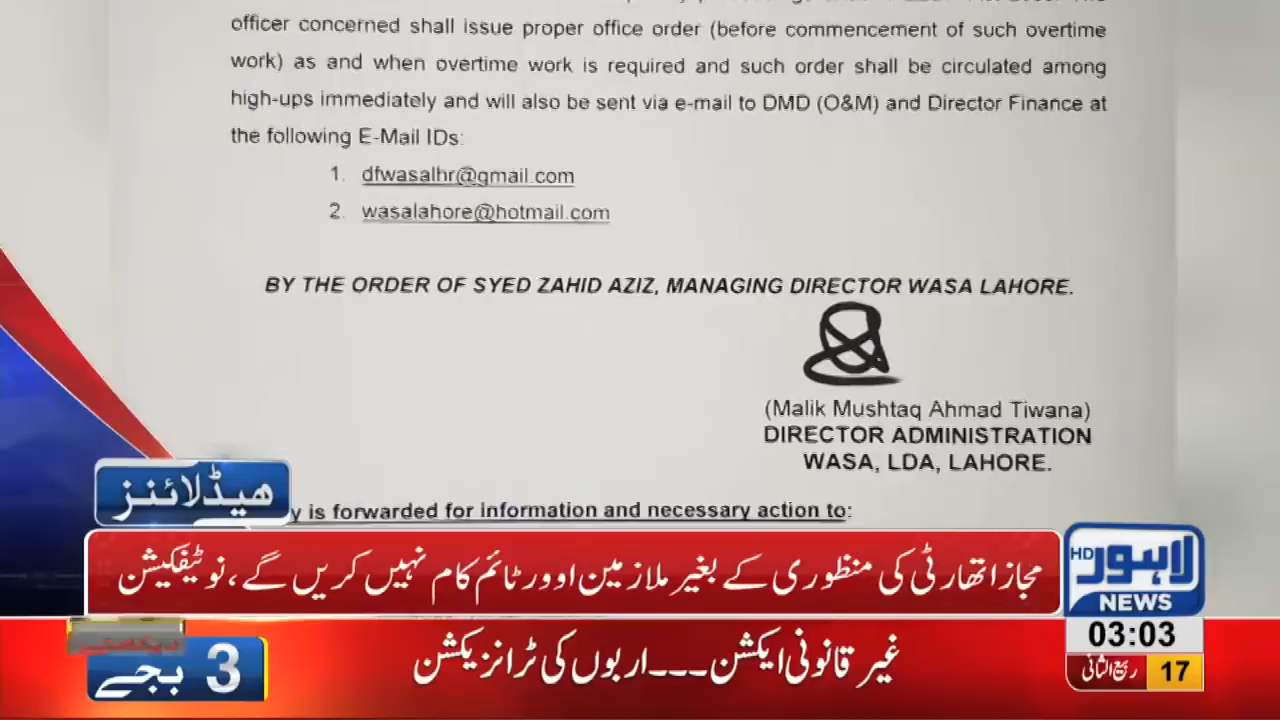 officer concerned shall issue proper office order (before commencement of such overtime
work) as and when overtime work is required and such order shall be circulated among
high-ups immediately and will also be sent via e-mail to DMD (O&M) and Director Finance at
the following E-Mail IDs:
1. dfwasalhr@gmail.com
2. wasalahore@hotmail.com
BY THE ORDER OF SYED ZAHID AZIZ, MANAGING DIRECTOR WASA LAHORE.
(Malik Mushtaq Ahmad Tiwana)
DIRECTOR ADMINISTRATION
WASA, LDA, LAHORE.
is forwarded for information and necessary action to:
ھیڈلائنز
مجاز اتھارٹی کی منظوری کے بغیر ملازمین اوور ٹائم کام نہیں کریں گے، نوٹیفکیشن
HD لاہور
NEWS
03:03
17 ربیع الثانی
3 بجے
غیر قانونی ایکشن۔۔۔اربوں کی ٹرانزیکشن